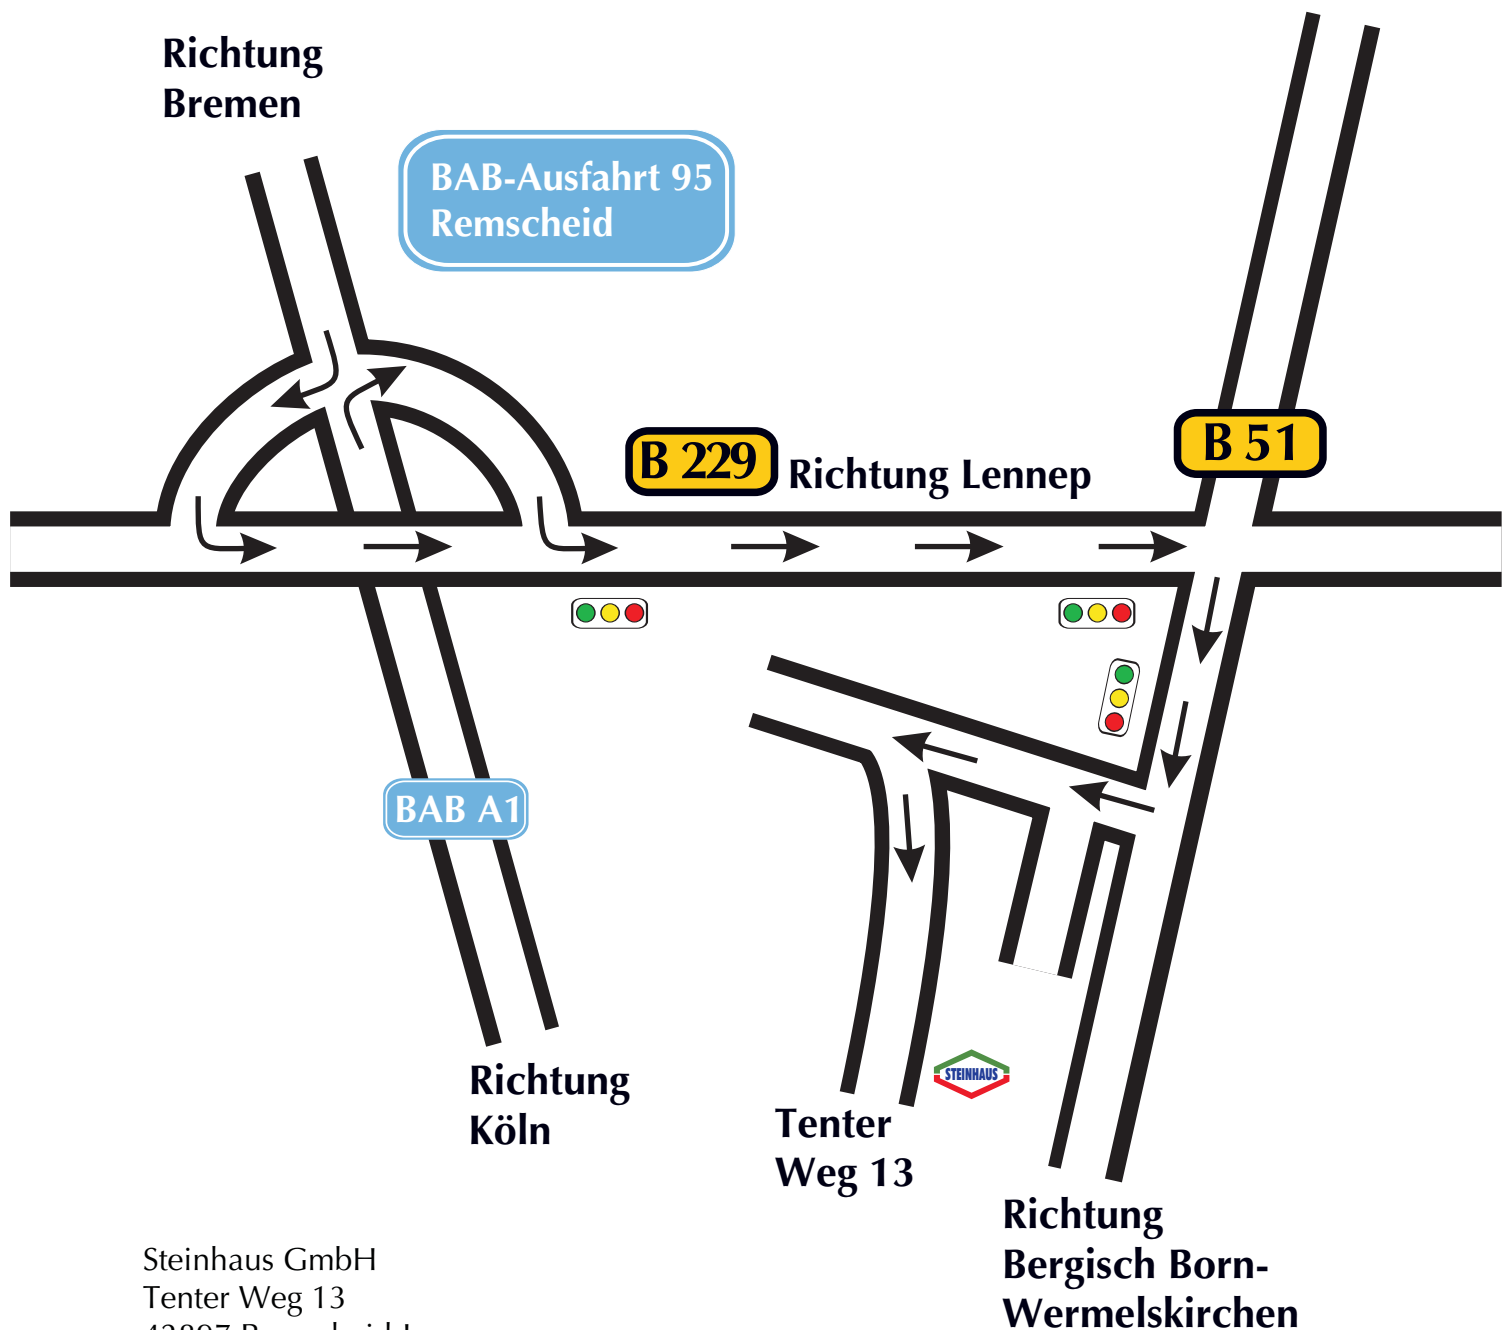 Richtung
Bremen
BAB-Ausfahrt 95
Remscheid
B 229
Richtung Lennep
B 51
BAB A1
Richtung
Köln
STEINHAUS
Tenter
Weg 13
Richtung
Bergisch Born-
Wermelskirchen
Steinhaus GmbH
Tenter Weg 13